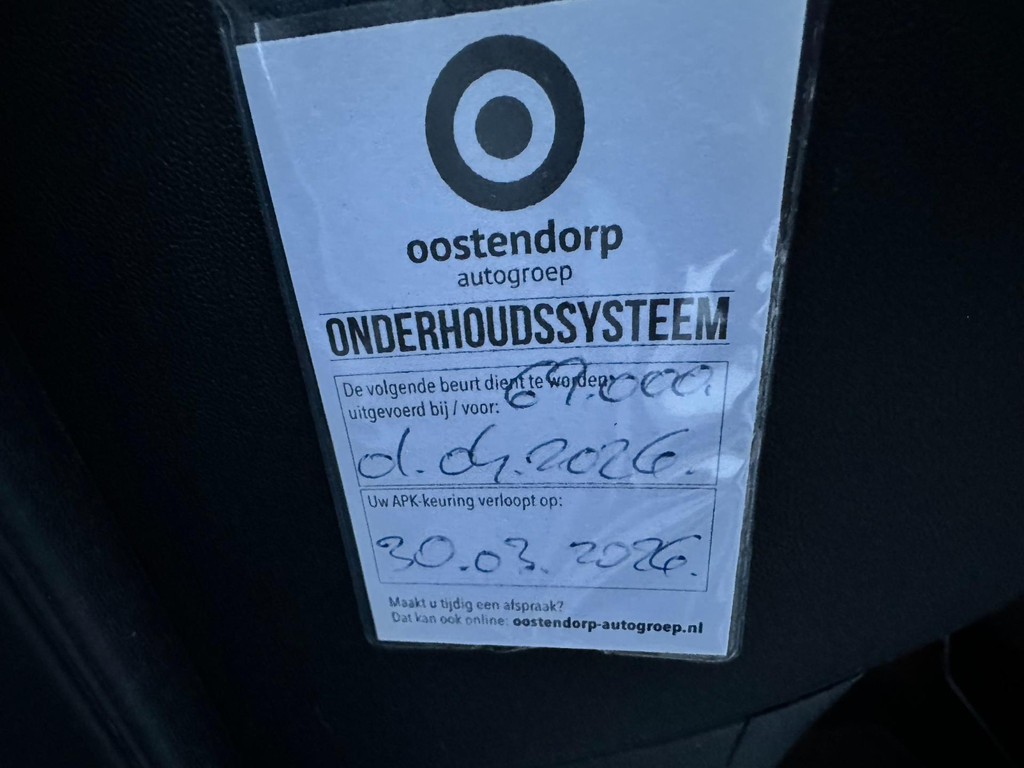 oostendorp
autogroep
ONDERHOUDSSYSTEEM
De volgende beurt dient te worden
uitgevoerd bij / voor: 69.000
01.04.2026.
Uw APK-keuring verloopt op:
30.03.2026.
Maakt u tijdig een afspraak?
Dat kan ook online: oostendorp-autogroep.nl